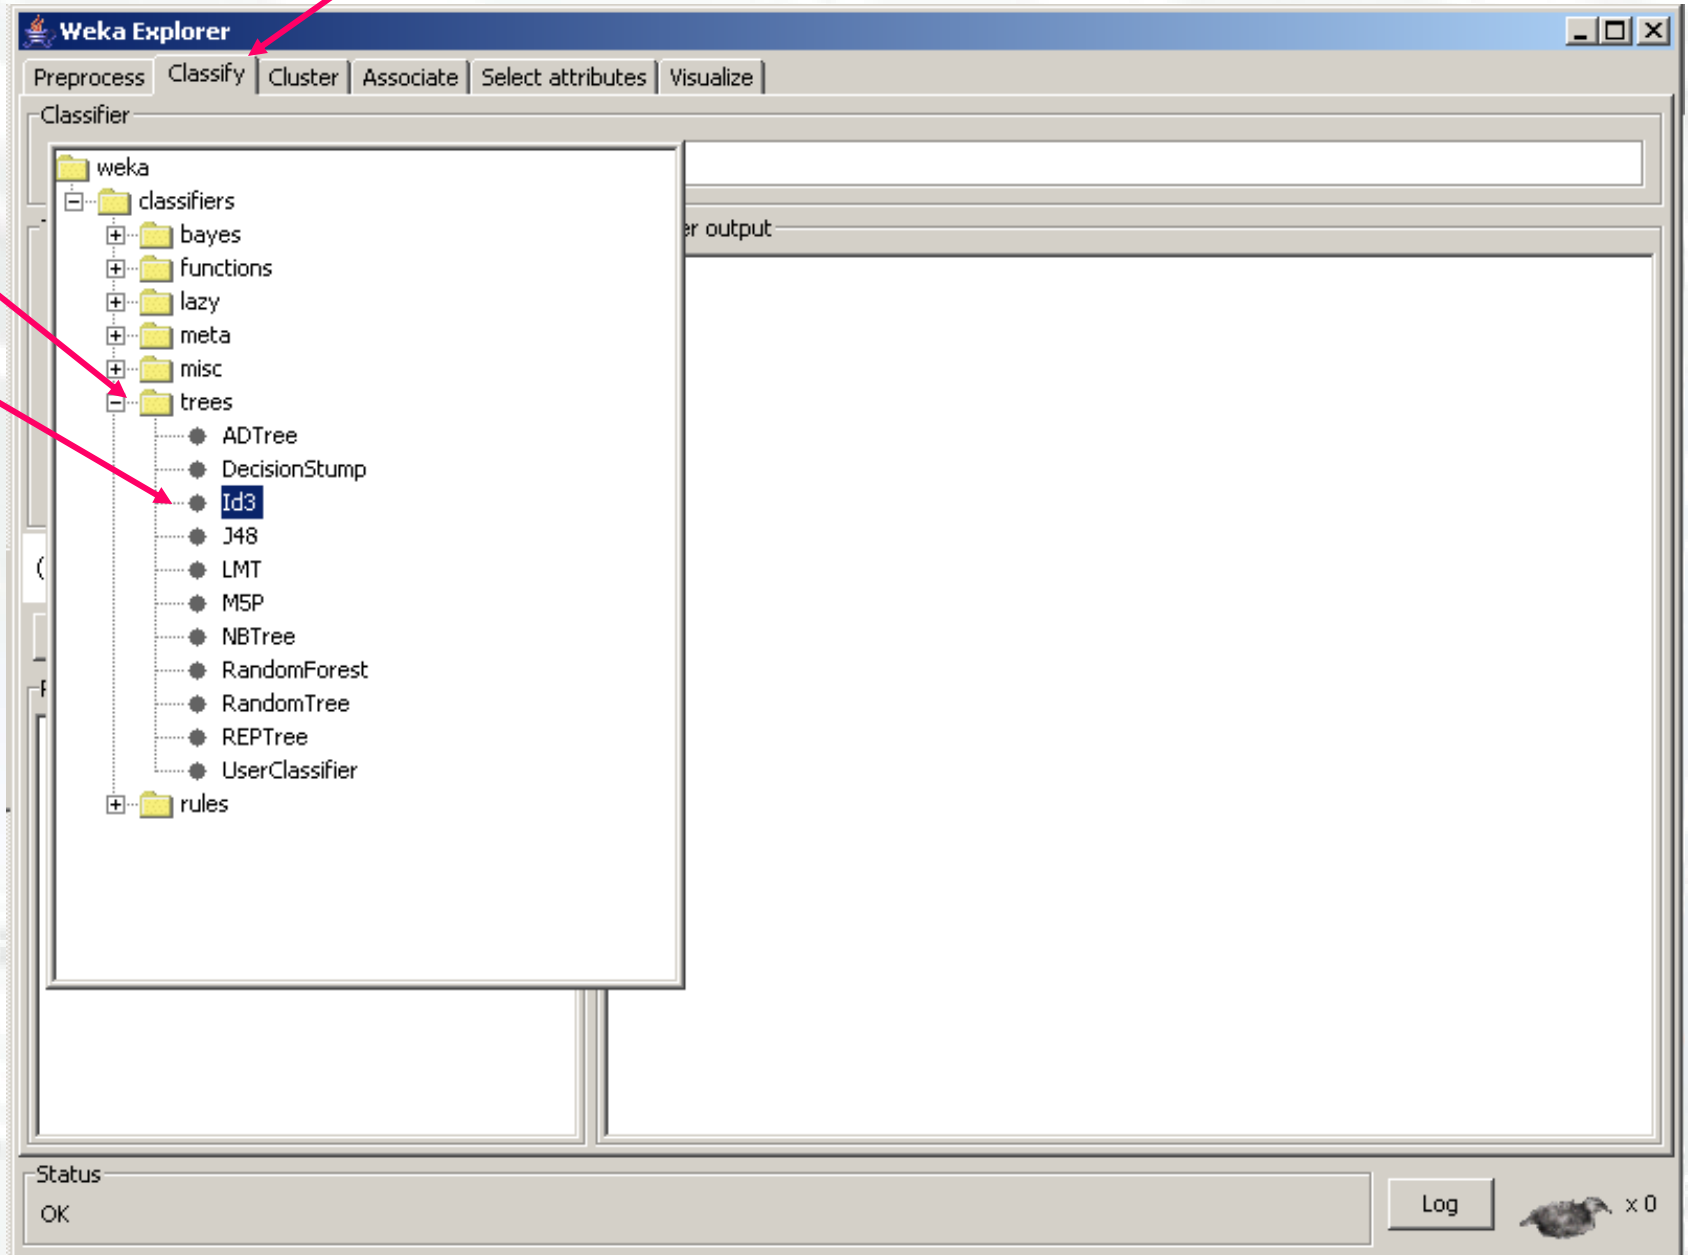 Weka Explorer
Preprocess Classify Cluster Associate Select attributes Visualize
Classifier
weka
classifiers
bayes
er output
functions
lazy
meta
misc
trees
ADTree
DecisionStump
Id3
J48
LMT
M5P
NBTree
RandomForest
RandomTree
REPTree
UserClassifier
rules
Status
OK
Log
x 0